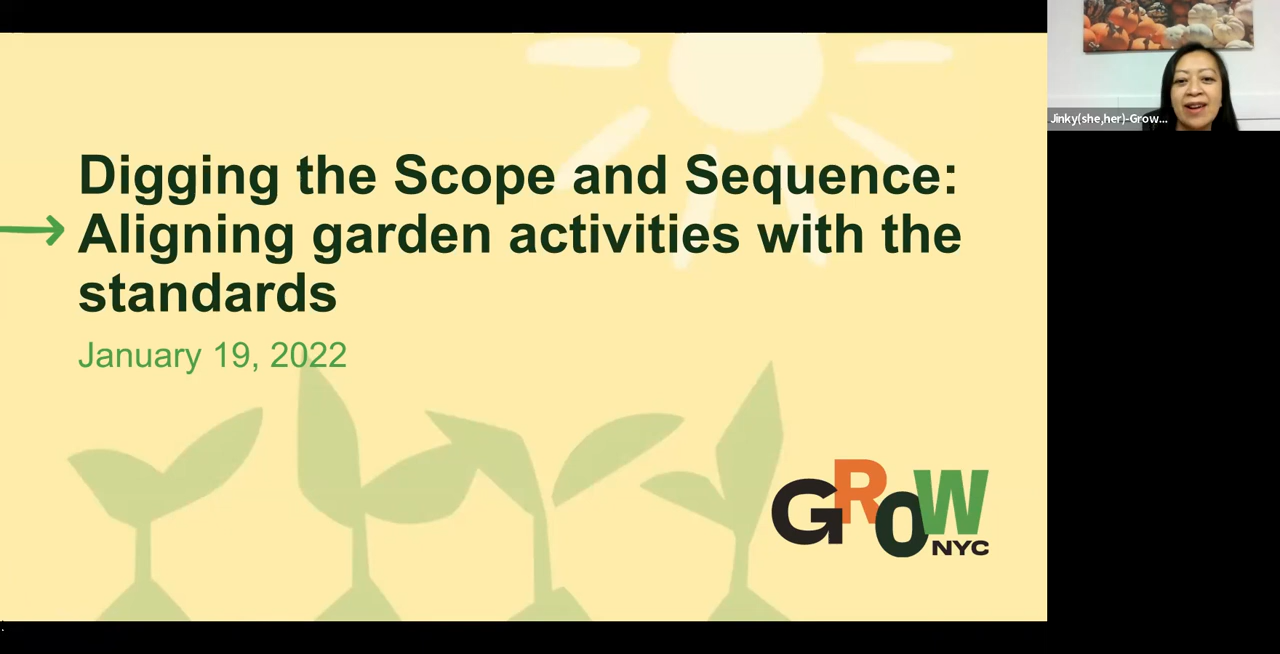 Digging the Scope and Sequence:
Aligning garden activities with the
standards
January 19, 2022
GROW
NYC
Jinky(she,her)-Grow...